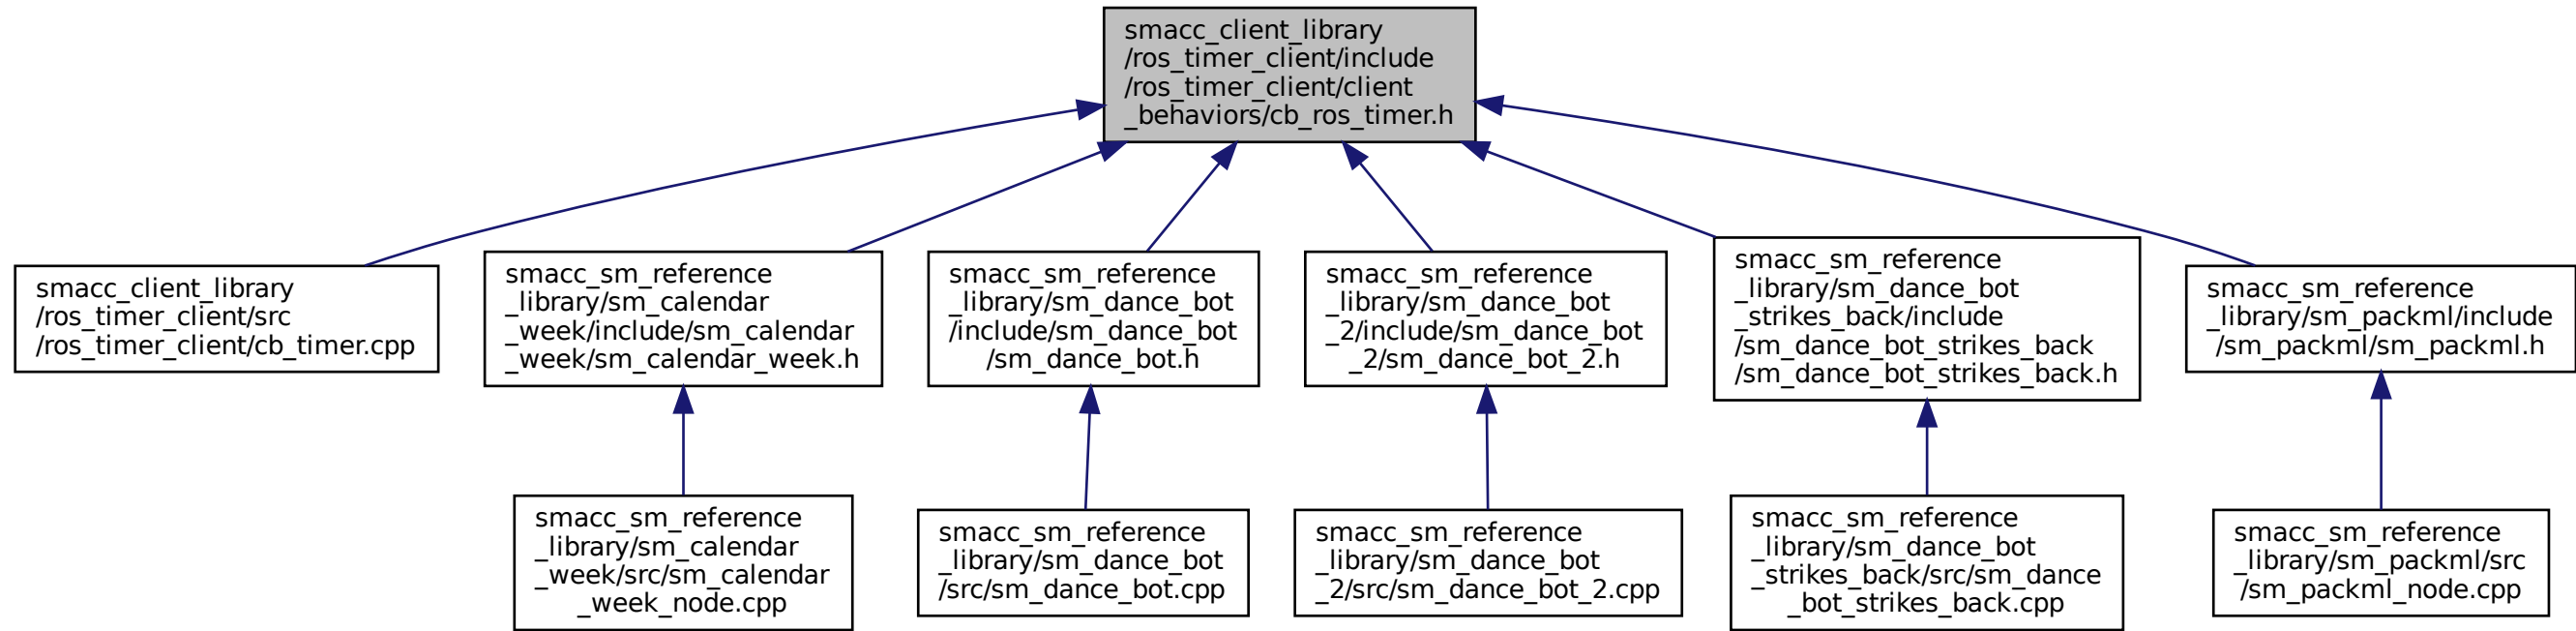 smacc_client_library
/ros_timer_client/include
/ros_timer_client/client
_behaviors/cb_ros_timer.h
smacc_client_library
/ros_timer_client/src
/ros_timer_client/cb_timer.cpp
smacc_sm_reference
_library/sm_calendar
_week/include/sm_calendar
_week/sm_calendar_week.h
smacc_sm_reference
_library/sm_dance_bot
/include/sm_dance_bot
/sm_dance_bot.h
smacc_sm_reference
_library/sm_dance_bot
_2/include/sm_dance_bot
_2/sm_dance_bot_2.h
smacc_sm_reference
_library/sm_dance_bot
_strikes_back/include
/sm_dance_bot_strikes_back
/sm_dance_bot_strikes_back.h
smacc_sm_reference
_library/sm_packml/include
/sm_packml/sm_packml.h
smacc_sm_reference
_library/sm_calendar
_week/src/sm_calendar
_week_node.cpp
smacc_sm_reference
_library/sm_dance_bot
/src/sm_dance_bot.cpp
smacc_sm_reference
_library/sm_dance_bot
_2/src/sm_dance_bot_2.cpp
smacc_sm_reference
_library/sm_dance_bot
_strikes_back/src/sm_dance
_bot_strikes_back.cpp
smacc_sm_reference
_library/sm_packml/src
/sm_packml_node.cpp